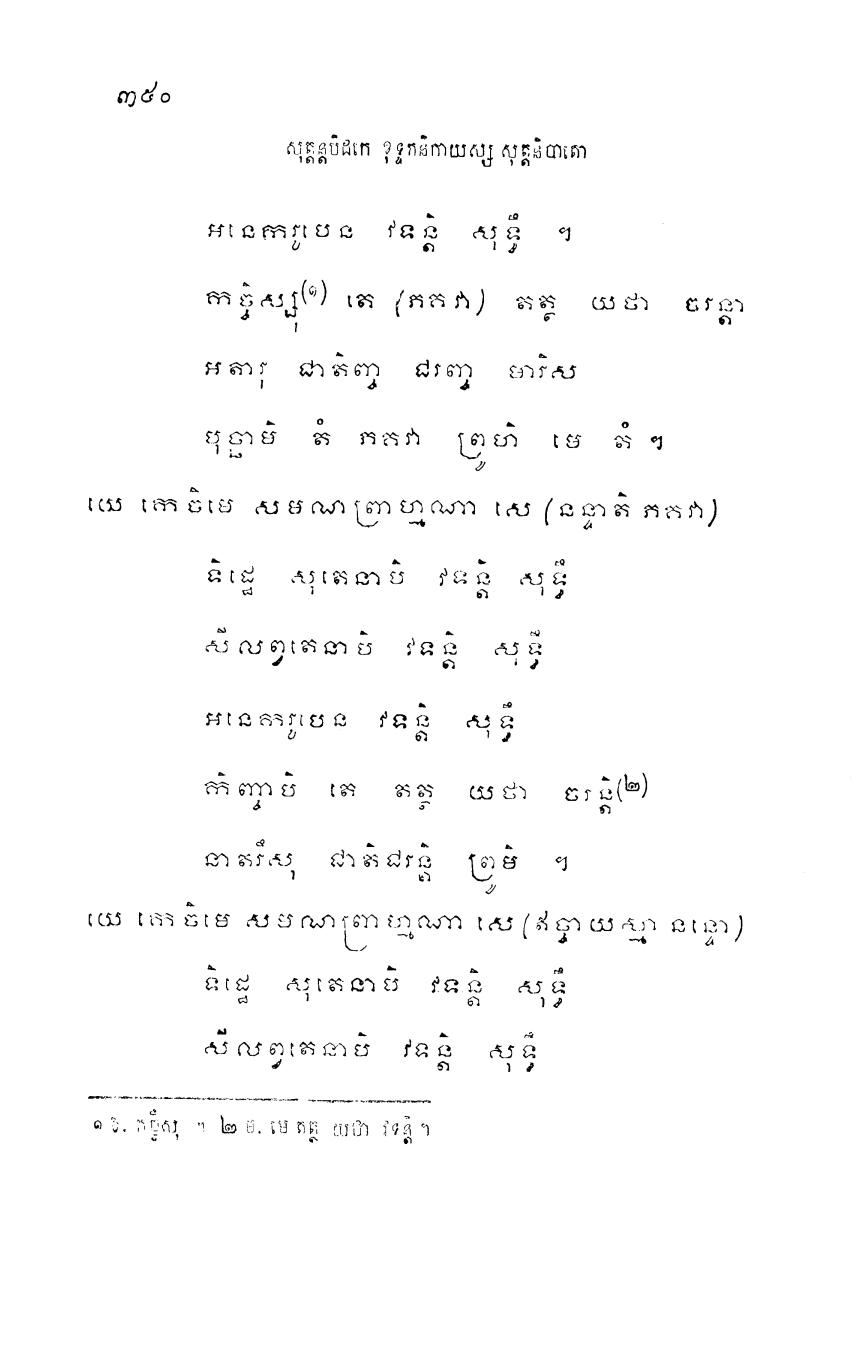 ៣៥០
សុត្តន្តបិដកេ ខុទ្ទកនិកាយស្ស សុត្តនិបាតោ
អនេករូបេន វទន្តិ សុទ្ធឹ ។
កច្ចិស្សុ(១) តេ (ភគវា) តត្ថ យថា ចរន្តា
អតារុ ជាតិញ្ច ជរញ្ច មារិស
បុច្ឆាមិ តំ ភគវា ព្រូហិ មេ តំ ។
យេ កេចិមេ សមណព្រាហ្មណា សេ (នន្ទាតិ ភគវា)
ទិដ្ឋេ សុតេនាបិ វទន្តិ សុទ្ធឹ
សីលព្វតេនាបិ វទន្តិ សុទ្ធឹ
អនេករូបេន វទន្តិ សុទ្ធឹ
កិញ្ចាបិ តេ តត្ថ យថា ចរន្តិ(២)
នាតរឹសុ ជាតិជរន្តិ ព្រូមិ ។
យេ កេចិមេ សមណព្រាហ្មណា សេ (ឥច្ចាយស្មា នន្ទោ)
ទិដ្ឋេ សុតេនាបិ វទន្តិ សុទ្ធឹ
សីលព្វតេនាបិ វទន្តិ សុទ្ធឹ
១ ឱ. កច្ចឹសុ ។ ២ ម. មេ តត្ថ យថា វទន្តិ ។